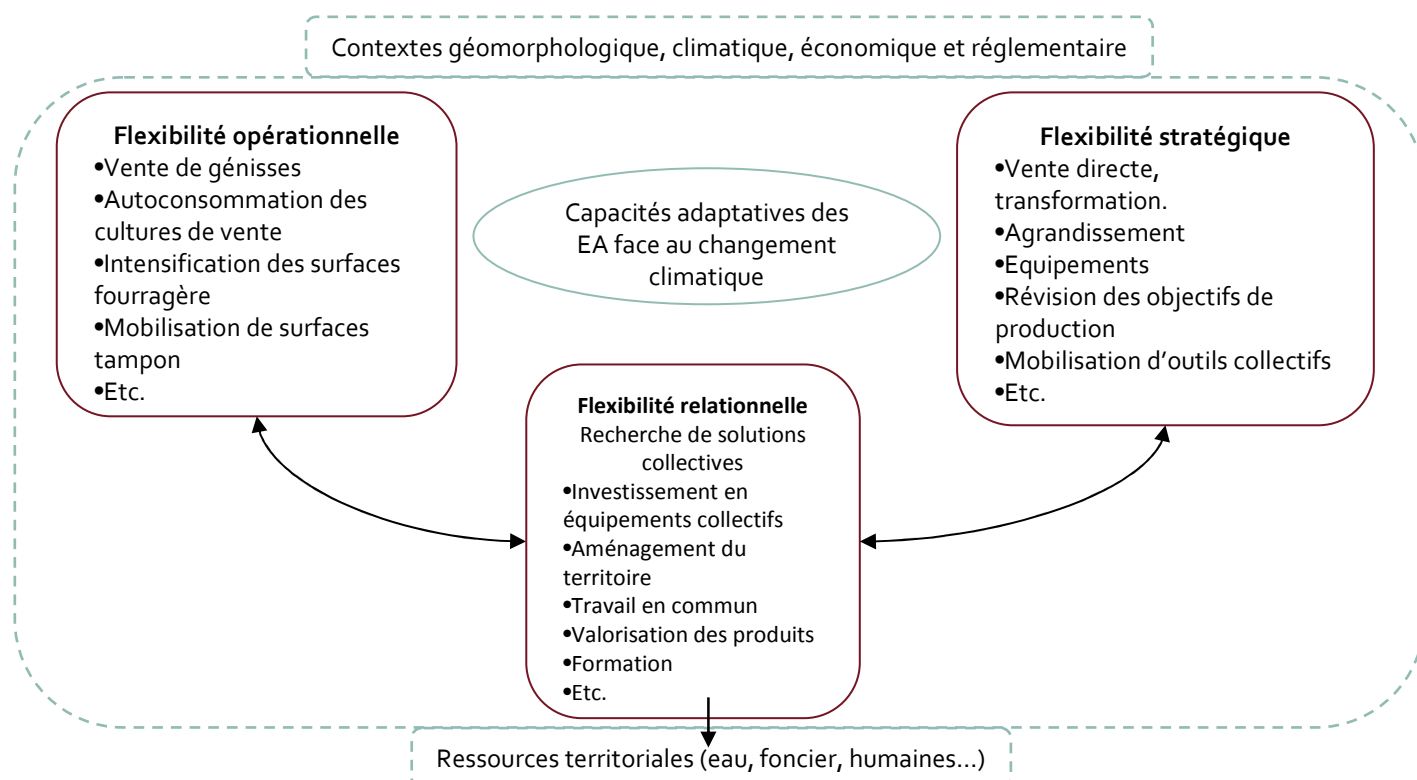 Contextes géomorphologique, climatique, économique et réglementaire
Flexibilité opérationnelle
•Vente de génisses
•Autoconsommation des
cultures de vente
•Intensification des surfaces
fourragère
•Mobilisation de surfaces
tampon
•Etc.
Capacités adaptatives des
EA face au changement
climatique
Flexibilité stratégique
•Vente directe,
transformation.
•Agrandissement
•Equipements
•Révision des objectifs de
production
•Mobilisation d'outils collectifs
•Etc.
Flexibilité relationnelle
Recherche de solutions
collectives
•Investissement en
équipements collectifs
•Aménagement du
territoire
•Travail en commun
•Valorisation des produits
•Formation
•Etc.
Ressources territoriales (eau, foncier, humaines…)